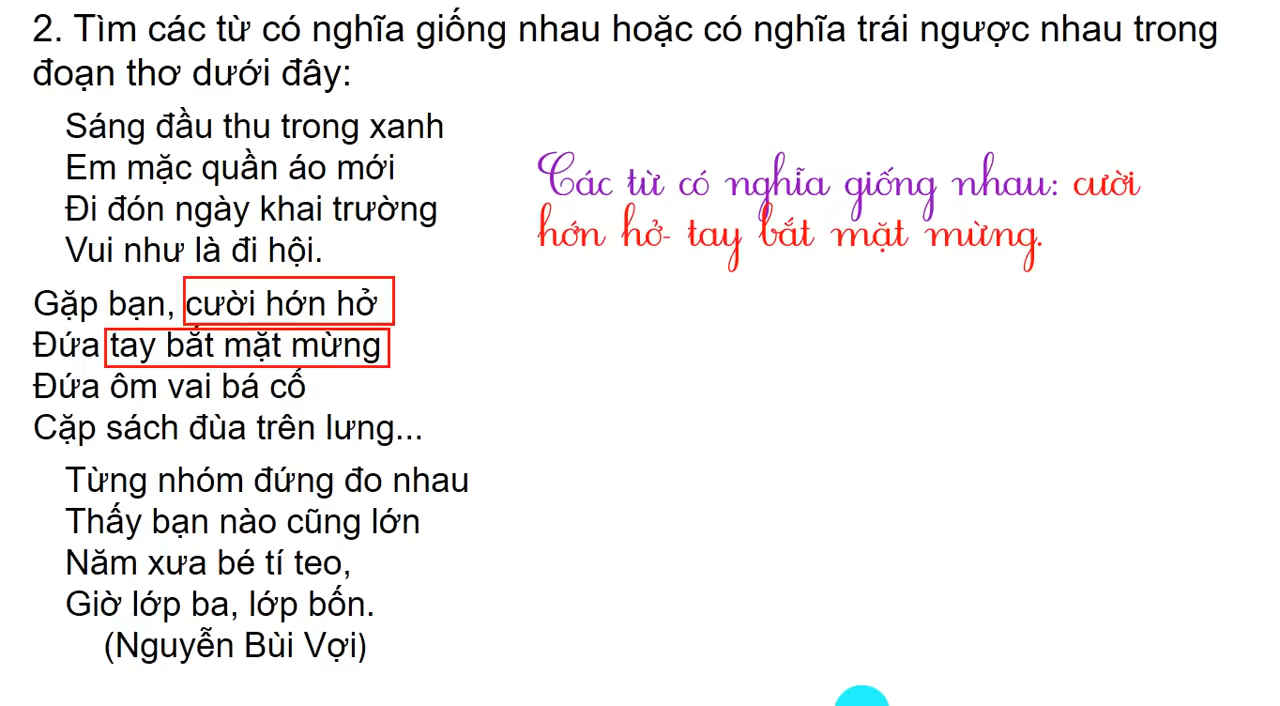 2. Tìm các từ có nghĩa giống nhau hoặc có nghĩa trái ngược nhau trong
đoạn thơ dưới đây:
Sáng đầu thu trong xanh
Em mặc quần áo mới
Đi đón ngày khai trường
Vui như là đi hội.
Gặp bạn, cười hớn hở
Đứa tay bắt mặt mừng
Đứa ôm vai bá cổ
Cặp sách đùa trên lưng...
Từng nhóm đứng đo nhau
Thấy bạn nào cũng lớn
Năm xưa bé tí teo,
Giờ lớp ba, lớp bốn.
(Nguyễn Bùi Vợi)
Các từ có nghĩa giống nhau: cười
hớn hở- tay bắt mặt mừng.